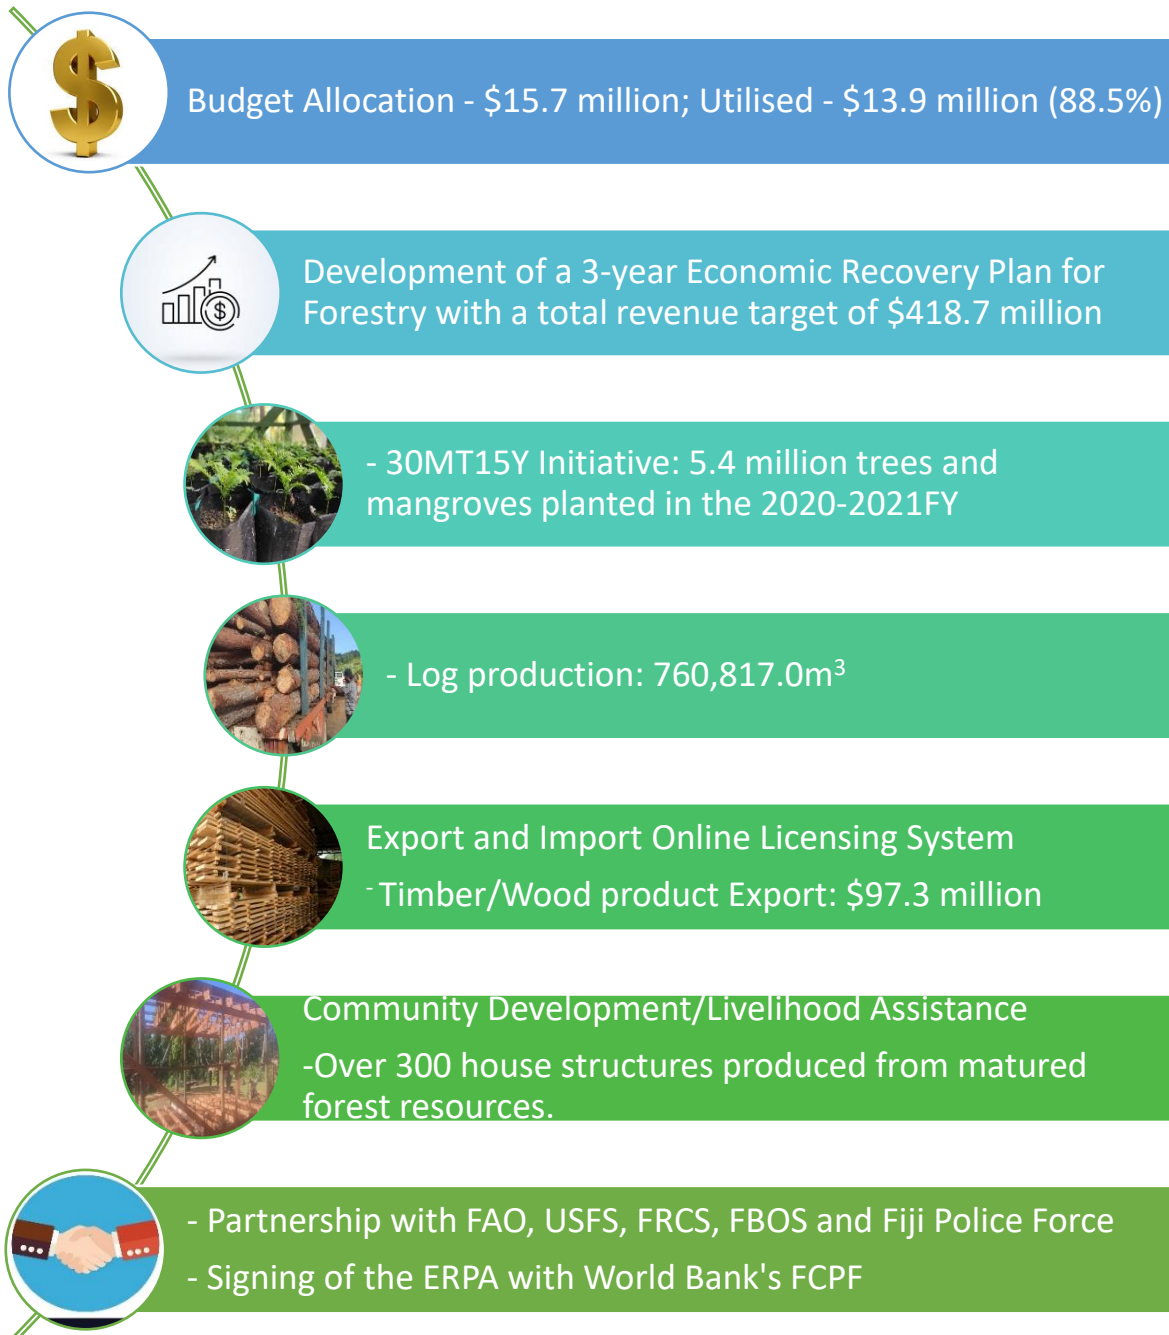 Budget Allocation - $15.7 million; Utilised - $13.9 million (88.5%)
Development of a 3-year Economic Recovery Plan for
Forestry with a total revenue target of $418.7 million
- 30MT15Y Initiative: 5.4 million trees and
mangroves planted in the 2020-2021FY
- Log production: 760,817.0m³
Export and Import Online Licensing System
- Timber/Wood product Export: $97.3 million
Community Development/Livelihood Assistance
-Over 300 house structures produced from matured
forest resources.
- Partnership with FAO, USFS, FRCS, FBOS and Fiji Police Force
- Signing of the ERPA with World Bank's FCPF